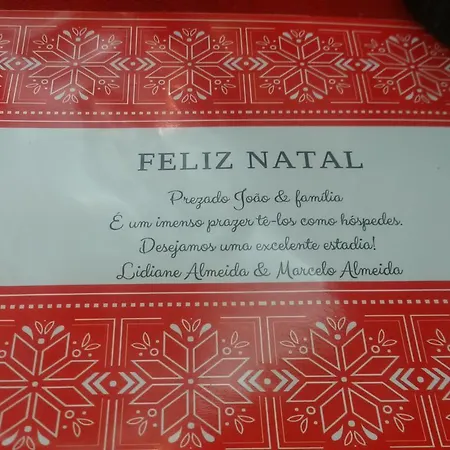 FELIZ NATAL
Prezado João & família
É um imenso prazer tê-los como hóspedes.
Desejamos uma excelente estadia!
Lidiane Almeida & Marcelo Almeida